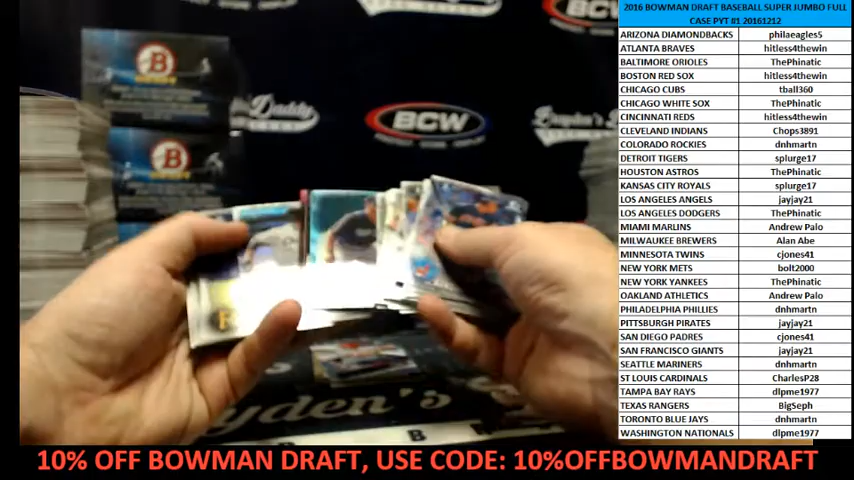 2016 BOWMAN DRAFT BASEBALL SUPER JUMBO FULL
CASE PYT #1 20161212
ARIZONA DIAMONDBACKS philaeagles5
ATLANTA BRAVES hitless4thewin
BALTIMORE ORIOLES ThePhinatic
BOSTON RED SOX hitless4thewin
CHICAGO CUBS tball360
CHICAGO WHITE SOX ThePhinatic
CINCINNATI REDS hitless4thewin
CLEVELAND INDIANS Chops3891
COLORADO ROCKIES dnhmartn
DETROIT TIGERS splurge17
HOUSTON ASTROS ThePhinatic
KANSAS CITY ROYALS splurge17
LOS ANGELES ANGELS jayjay21
LOS ANGELES DODGERS ThePhinatic
MIAMI MARLINS Andrew Palo
MILWAUKEE BREWERS Alan Abe
MINNESOTA TWINS cjones41
NEW YORK METS bolt2000
NEW YORK YANKEES ThePhinatic
OAKLAND ATHLETICS Andrew Palo
PHILADELPHIA PHILLIES dnhmartn
PITTSBURGH PIRATES jayjay21
SAN DIEGO PADRES cjones41
SAN FRANCISCO GIANTS jayjay21
SEATTLE MARINERS dnhmartn
ST LOUIS CARDINALS CharlesP28
TAMPA BAY RAYS dlpme1977
TEXAS RANGERS BigSeph
TORONTO BLUE JAYS dnhmartn
WASHINGTON NATIONALS dlpme1977
B
B
Daddy
BCW
yden's
10% OFF BOWMAN DRAFT, USE CODE: 10%OFFBOWMANDRAFT